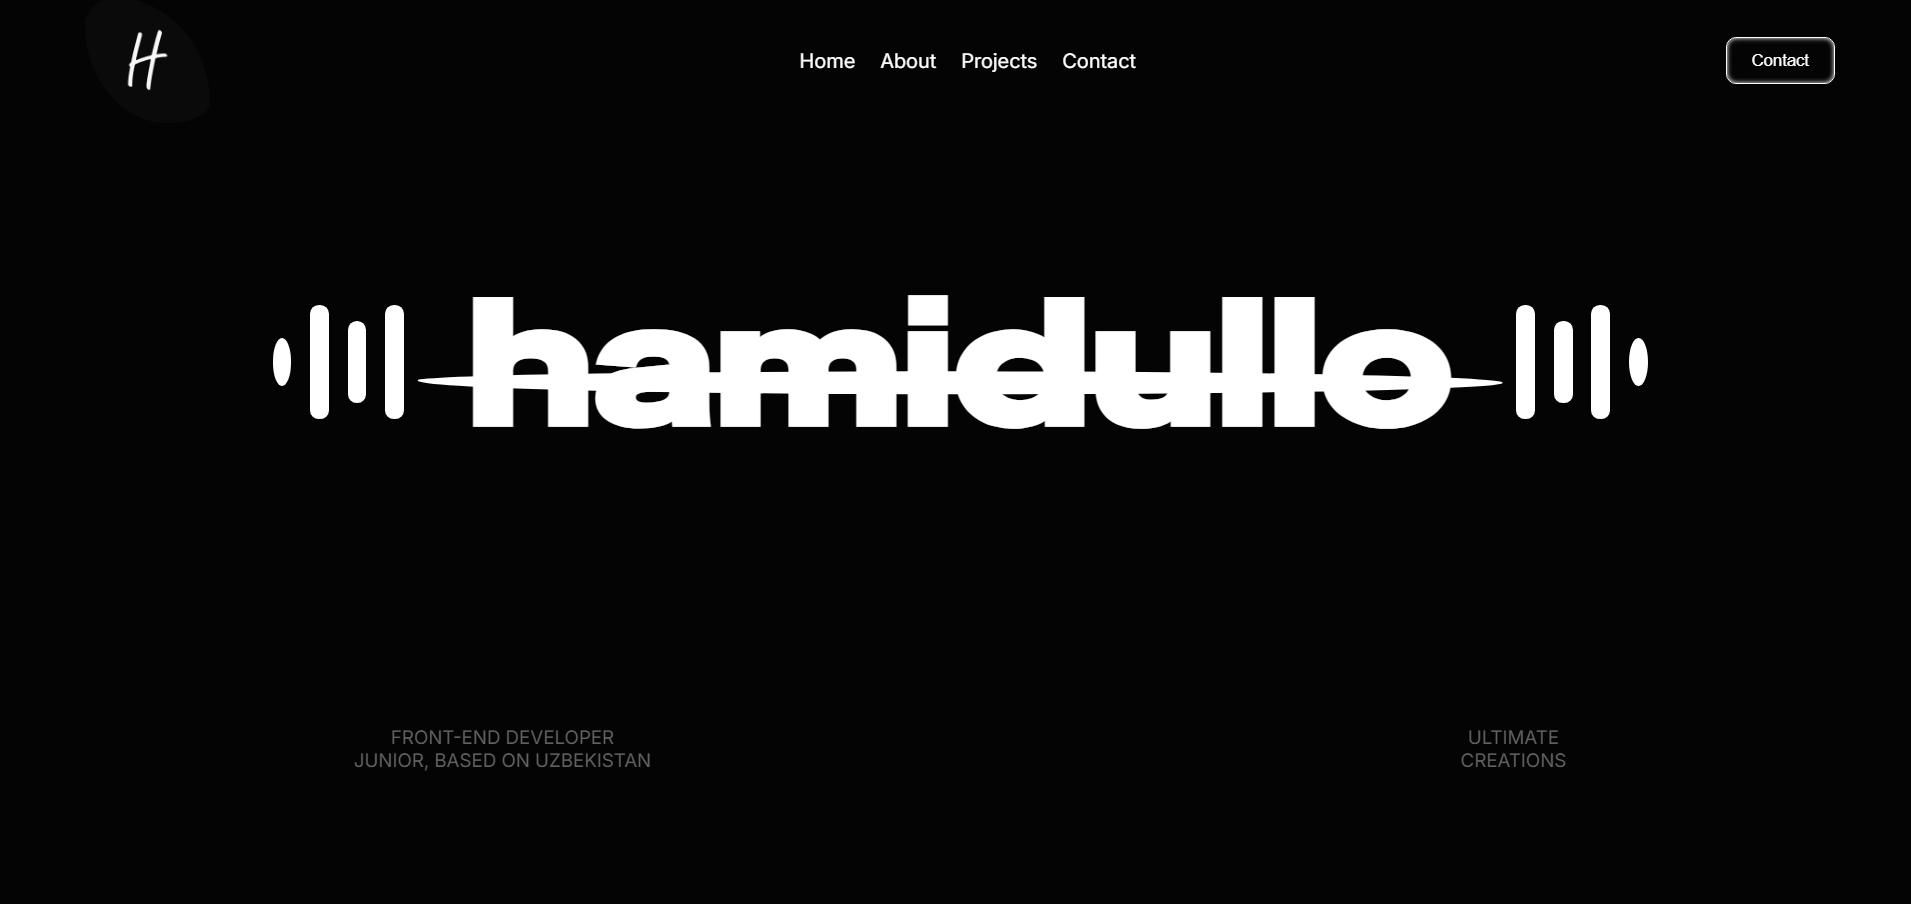 H
Home About Projects Contact
Contact
hamidullo
FRONT-END DEVELOPER
JUNIOR, BASED ON UZBEKISTAN
ULTIMATE
CREATIONS